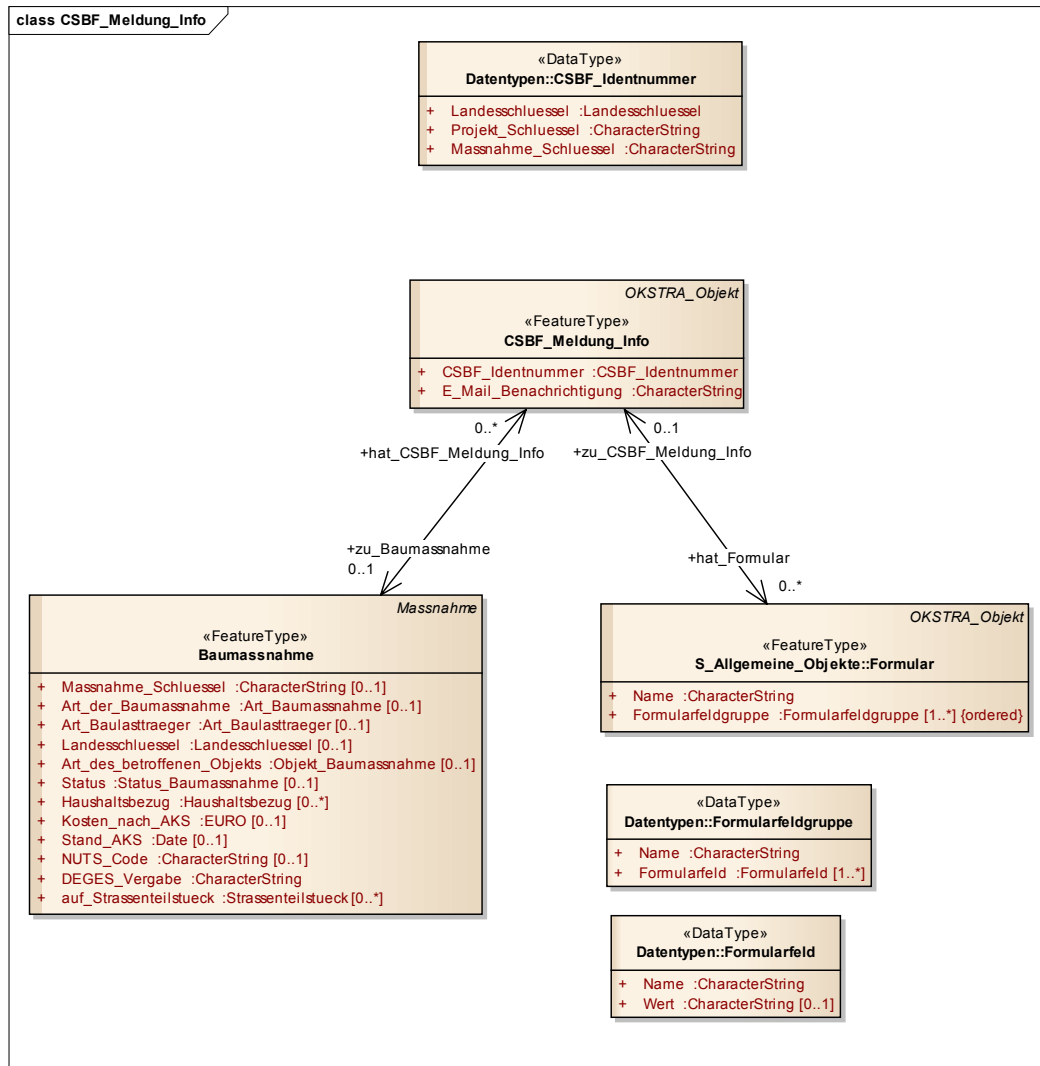 class CSBF_Meldung_Info
«DataType»
Datentypen::CSBF_Identnummer
+ Landesschluessel :Landesschluessel
+ Projekt_Schluessel :CharacterString
+ Massnahme_Schluessel :CharacterString
OKSTRA_Objekt
«FeatureType»
CSBF_Meldung_Info
+ CSBF_Identnummer :CSBF_Identnummer
+ E_Mail_Benachrichtigung :CharacterString
0..*
+hat_CSBF_Meldung_Info
0..1
+zu_CSBF_Meldung_Info
+zu_Baumassnahme
0..1
+hat_Formular
0..*
Massnahme
«FeatureType»
Baumassnahme
+ Massnahme_Schluessel :CharacterString [0..1]
+ Art_der_Baumassnahme :Art_Baumassnahme [0..1]
+ Art_Baulasttraeger :Art_Baulasttraeger [0..1]
+ Landesschluessel :Landesschluessel [0..1]
+ Art_des_betroffenen_Objekts :Objekt_Baumassnahme [0..1]
+ Status :Status_Baumassnahme [0..1]
+ Haushaltsbezug :Haushaltsbezug [0..*]
+ Kosten_nach_AKS :EURO [0..1]
+ Stand_AKS :Date [0..1]
+ NUTS_Code :CharacterString [0..1]
+ DEGES_Vergabe :CharacterString
+ auf_Strassenteilstueck :Strassenteilstueck [0..*]
OKSTRA_Objekt
«FeatureType»
S_Allgemeine_Objekte::Formular
+ Name :CharacterString
+ Formularfeldgruppe :Formularfeldgruppe [1..*] {ordered}
«DataType»
Datentypen::Formularfeldgruppe
+ Name :CharacterString
+ Formularfeld :Formularfeld [1..*]
«DataType»
Datentypen::Formularfeld
+ Name :CharacterString
+ Wert :CharacterString [0..1]